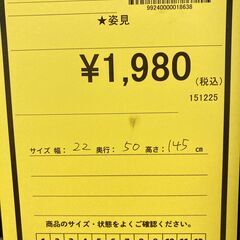 99240000018638
★姿見
¥1,980
(税込)
151225
サイズ 幅: 22 奥行: 50 高さ: 145 cm
商品のサイズ・状態をよくご確認ください。